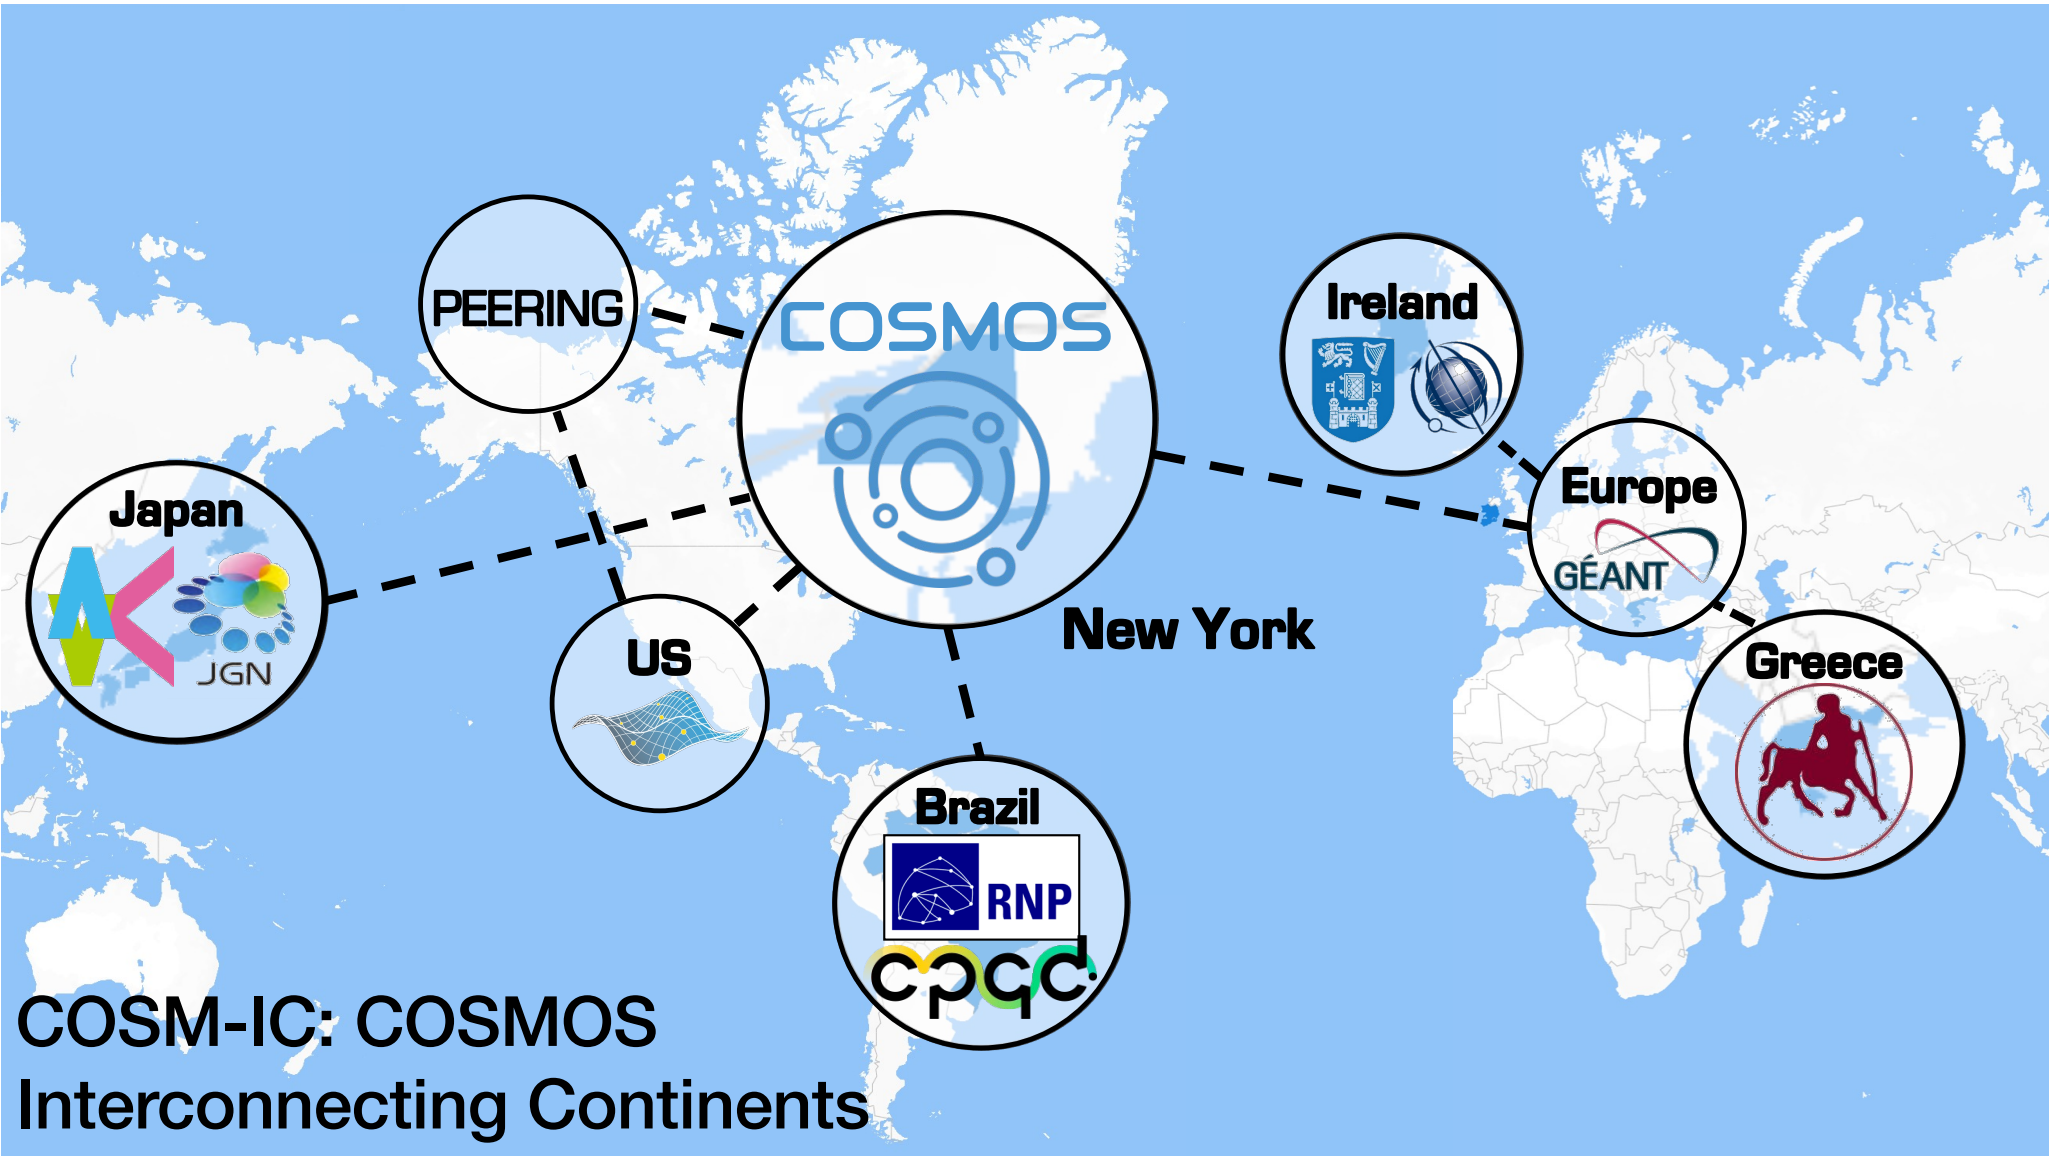 PEERING
COSMOS
Ireland
Europe
GÉANT
Japan
JGN
New York
US
Greece
Brazil
RNP
cpqd
COSM-IC: COSMOS
Interconnecting Continents